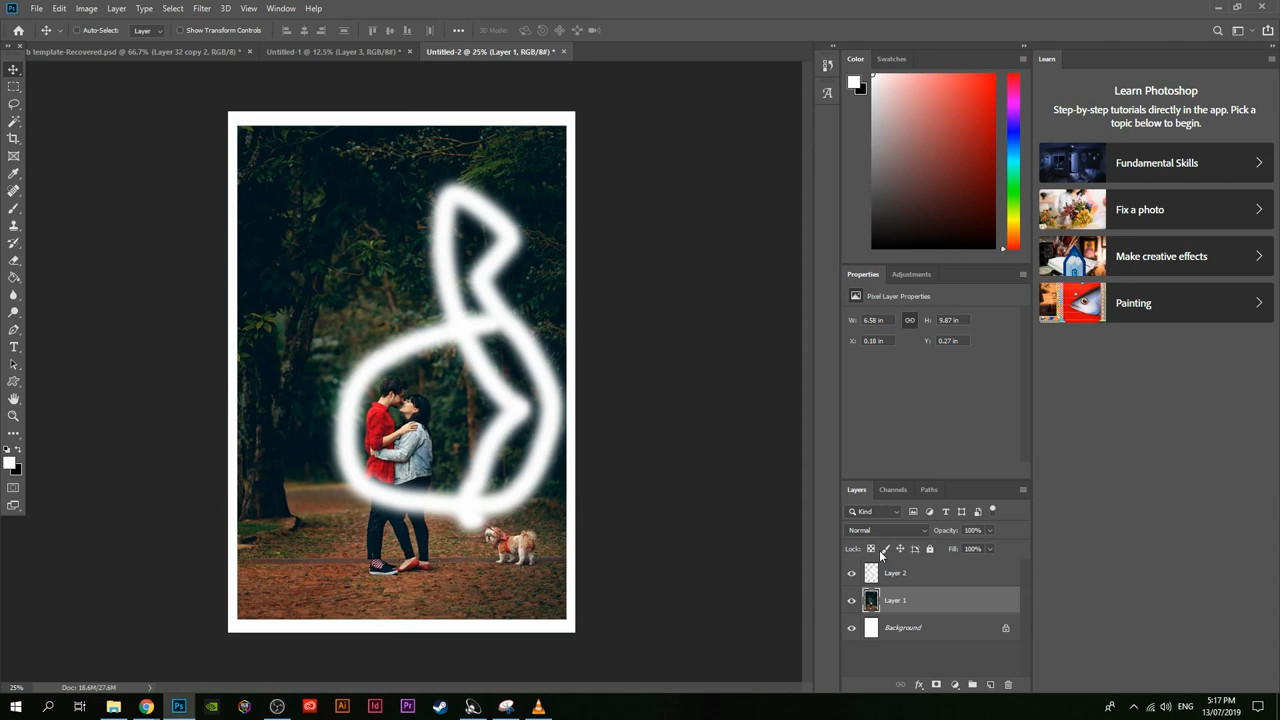 Ps File Edit Image Layer Type Select Filter 3D View Window Help
Auto-Select: Layer Show Transform Controls 3D Mode:
b template-Recovered.psd @ 66.7% (Layer 32 copy 2, RGB/8) * × Untitled-1 @ 12.5% (Layer 3, RGB/8#) * × Untitled-2 @ 25% (Layer 1, RGB/8#) * ×
Color Swatches
Learn
Learn Photoshop
Step-by-step tutorials directly in the app. Pick a
topic below to begin.
Fundamental Skills
Fix a photo
Make creative effects
Painting
Properties Adjustments
Pixel Layer Properties
W: 6.58 in GO H: 9.87 in
X: 0.18 in Y: 0.27 in
Layers Channels Paths
Kind
Normal Opacity: 100%
Lock: Fill: 100%
Layer 2
Layer 1
Background
25% Doc: 18.6M/27.6M
Ps Ai Id Pr ENG 5:17 PM
13/07/2019